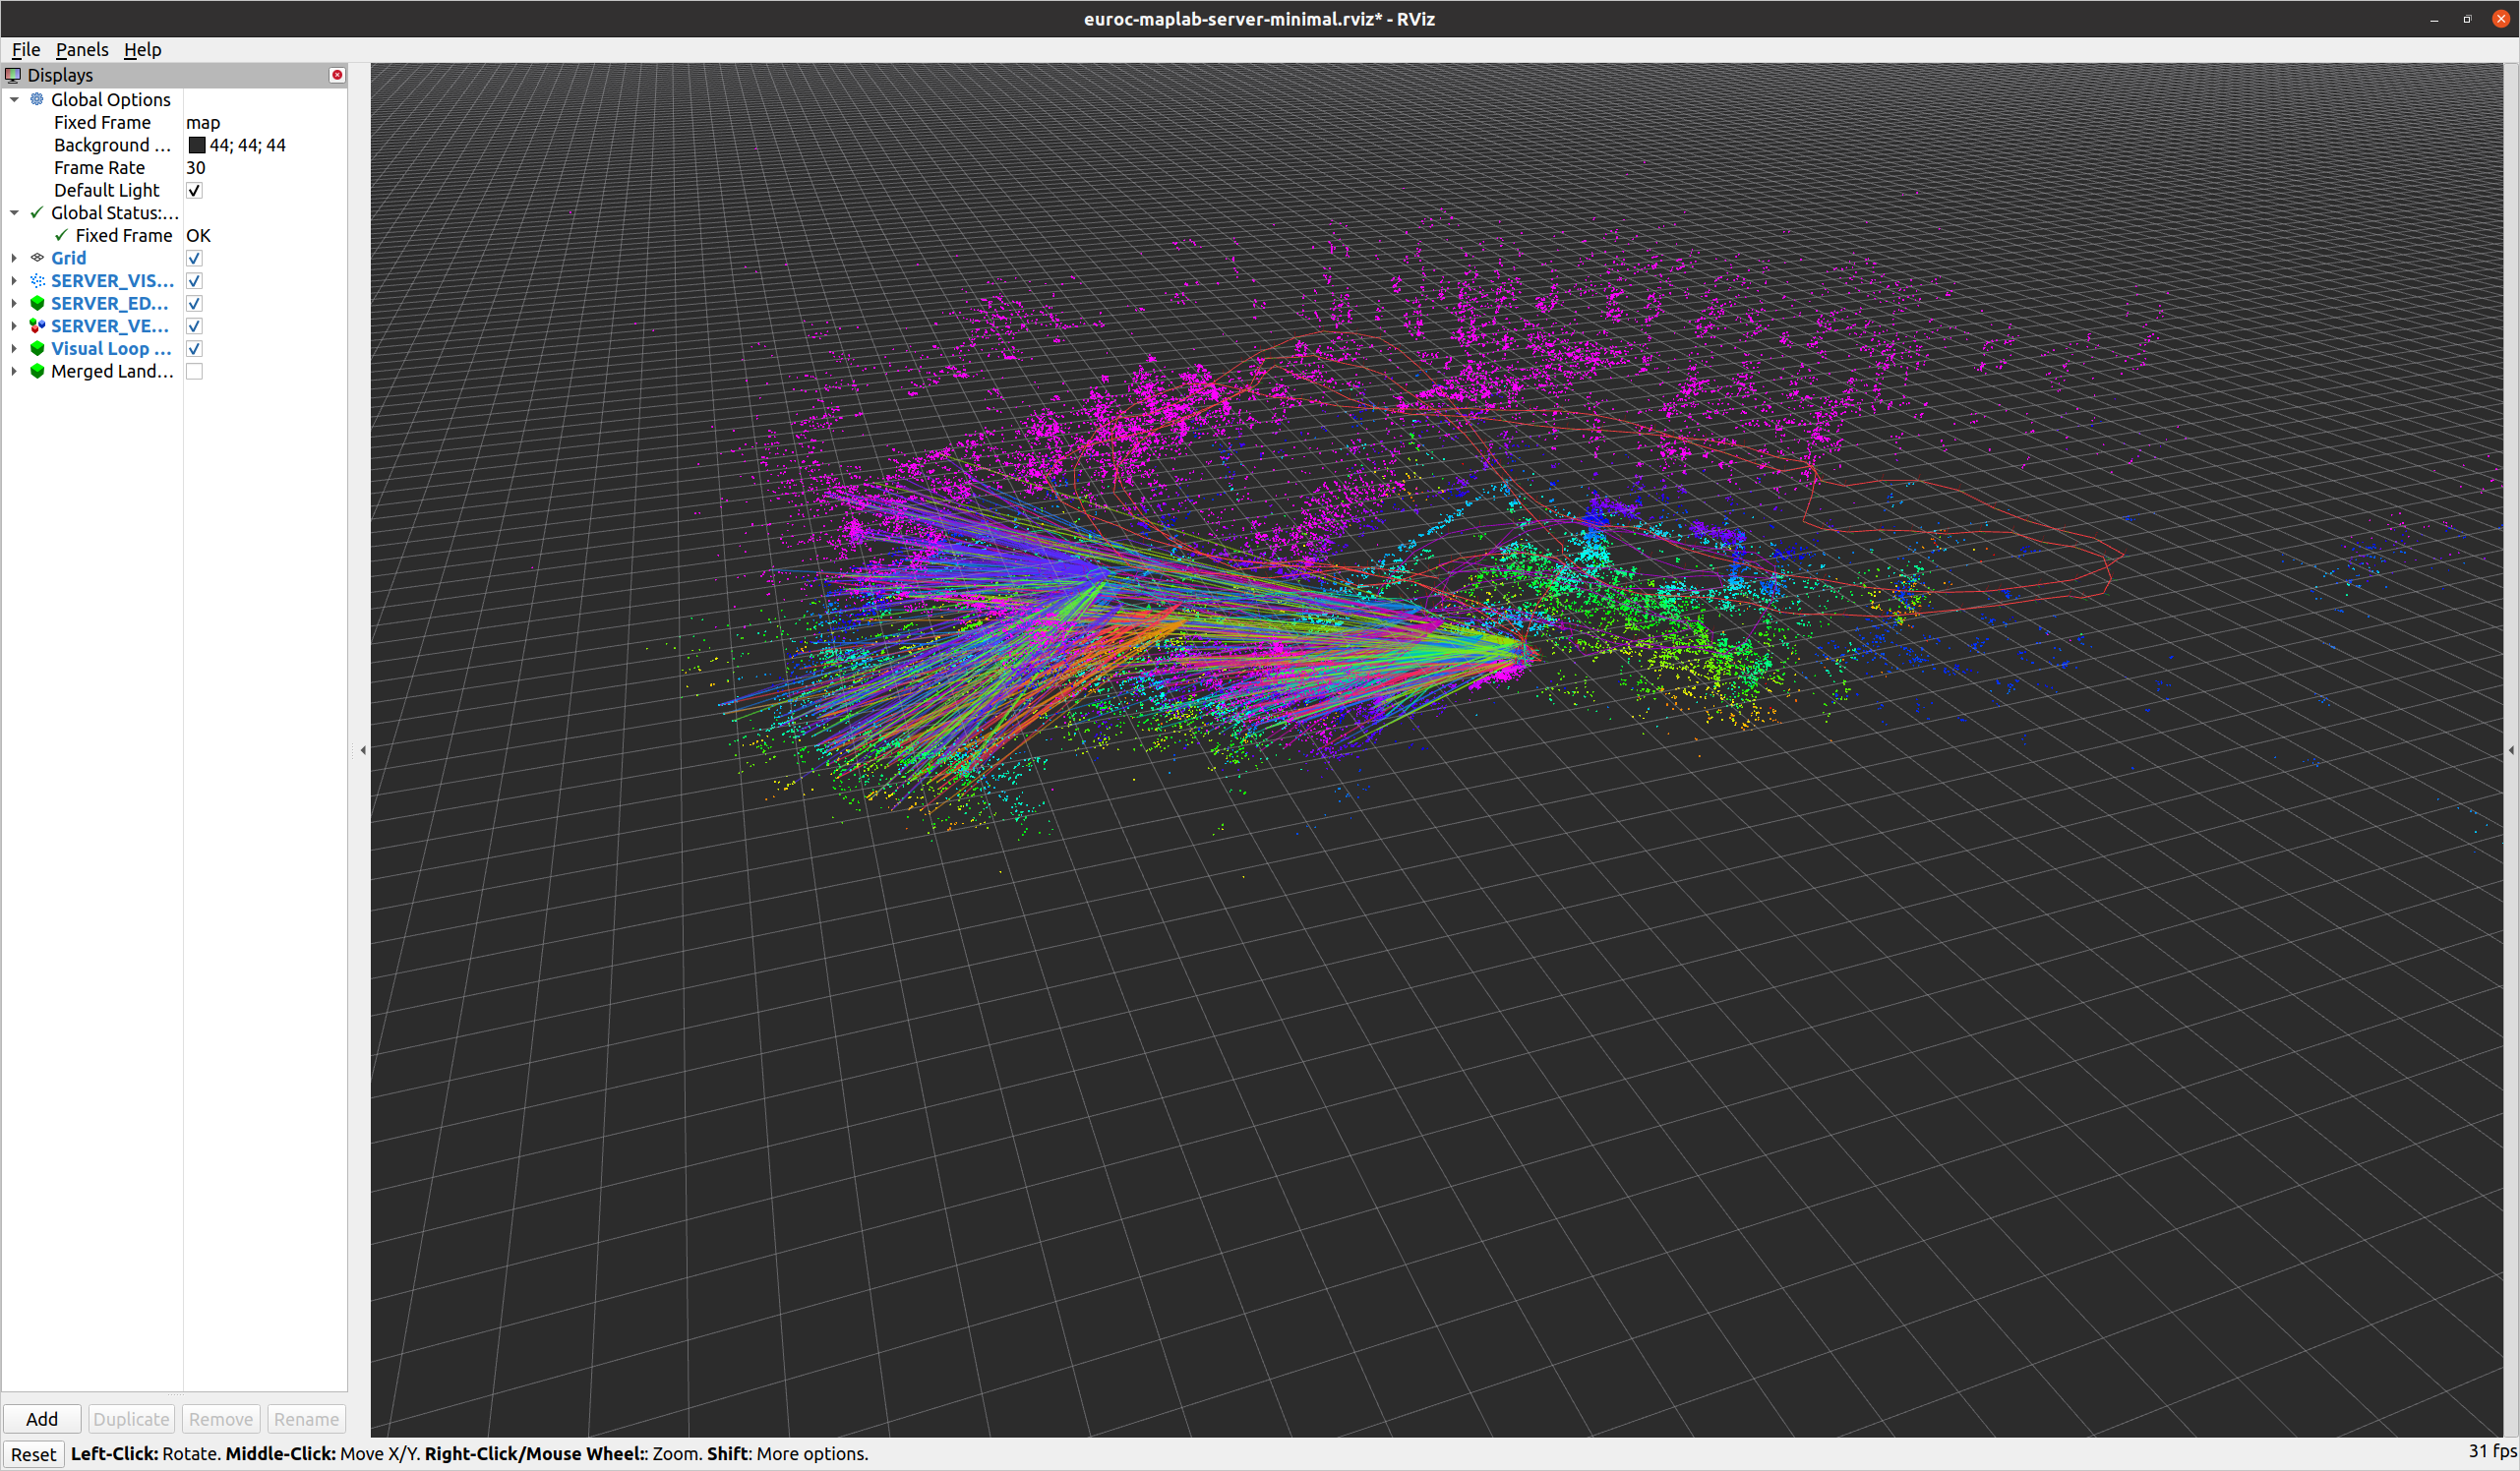 euroc-maplab-server-minimal.rviz* - RViz
File Panels Help
Displays
Global Options
Fixed Frame map
Background ... 44; 44; 44
Frame Rate 30
Default Light
Global Status:...
Fixed Frame OK
Grid
SERVER_VIS...
SERVER_ED...
SERVER_VE...
Visual Loop ...
Merged Land...
Add Duplicate Remove Rename
Reset Left-Click: Rotate. Middle-Click: Move X/Y. Right-Click/Mouse Wheel:: Zoom. Shift: More options. 31 fps